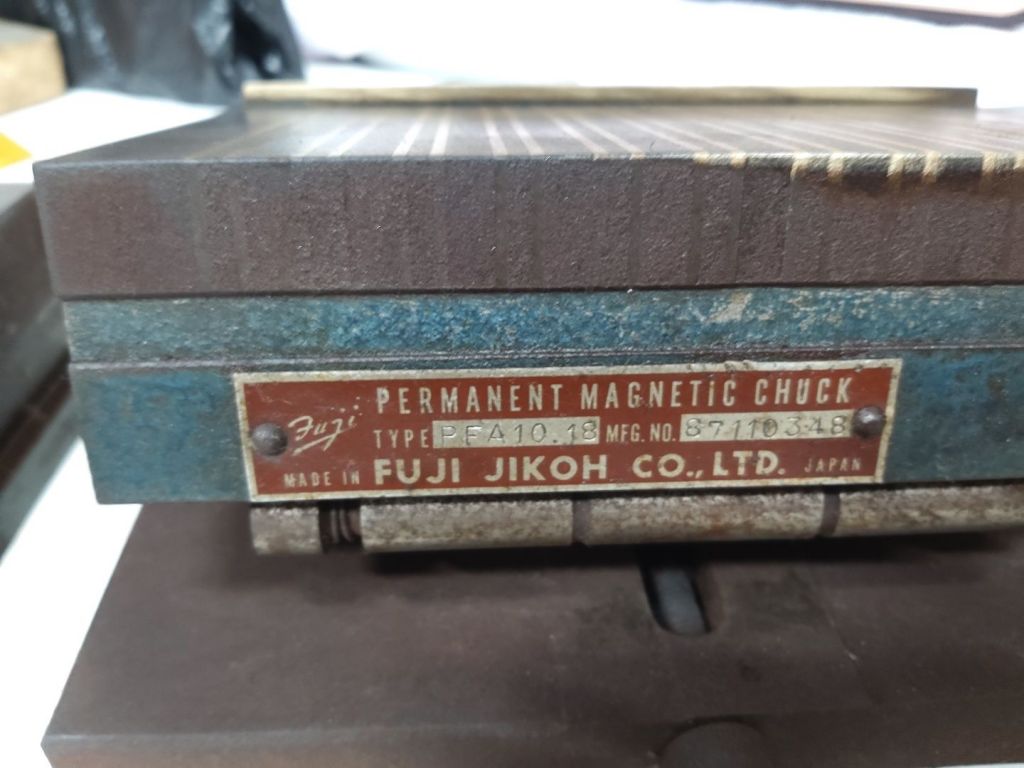 PERMANENT MAGNETIC CHUCK
Fuji
TYPE PFA10.18 MFG. NO. 87110348
MADE IN FUJI JIKOH CO., LTD. JAPAN